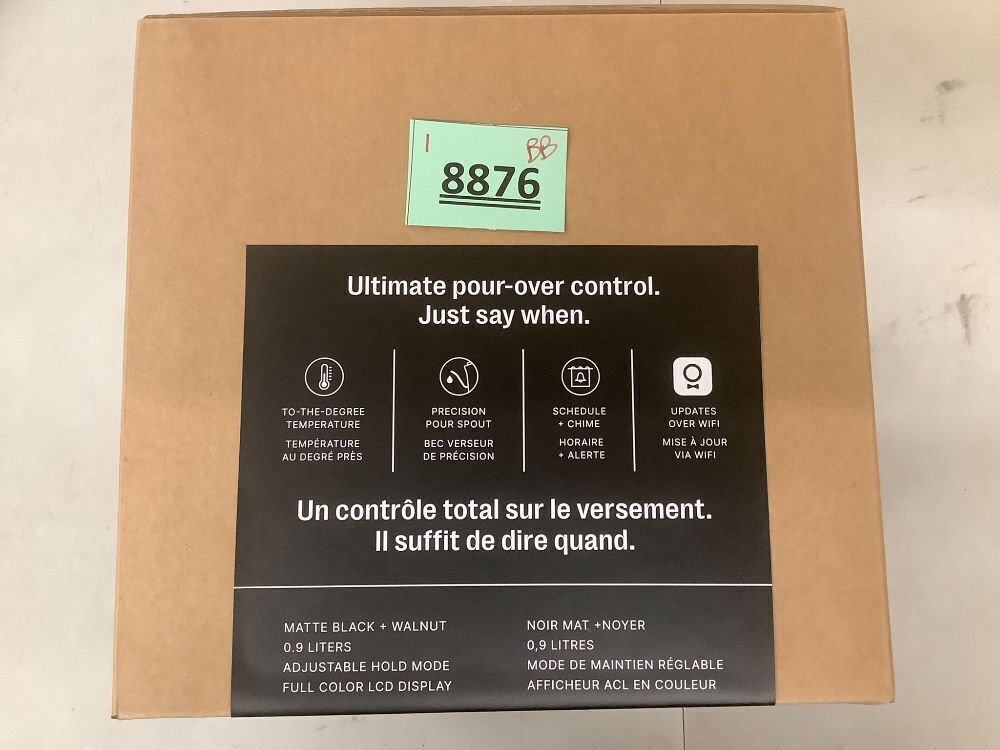 1 BB
8876
Ultimate pour-over control.
Just say when.
TO-THE-DEGREE
TEMPERATURE
TEMPÉRATURE
AU DEGRÉ PRÈS
PRECISION
POUR SPOUT
BEC VERSEUR
DE PRÉCISION
SCHEDULE
+ CHIME
HORAIRE
+ ALERTE
UPDATES
OVER WIFI
MISE À JOUR
VIA WIFI
Un contrôle total sur le versement.
Il suffit de dire quand.
MATTE BLACK + WALNUT
0.9 LITERS
ADJUSTABLE HOLD MODE
FULL COLOR LCD DISPLAY
NOIR MAT +NOYER
0,9 LITRES
MODE DE MAINTIEN RÉGLABLE
AFFICHEUR ACL EN COULEUR